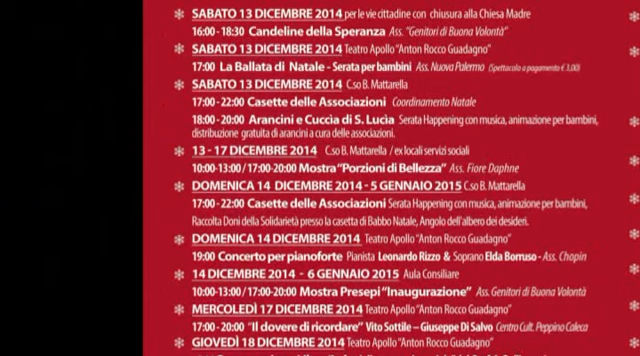 SABATO 13 DICEMBRE 2014 per le vie cittadine con chiusura alla Chiesa Madre
16:00 - 18:30 Candeline della Speranza Ass. "Genitori di Buona Volontà"
SABATO 13 DICEMBRE 2014 Teatro Apollo "Anton Rocco Guadagno"
17:00 La Ballata di Natale - Serata per bambini Ass. Nuova Palermo (Spettacolo a pagamento € 3,00)
SABATO 13 DICEMBRE 2014 C.so B. Mattarella
17:00 - 22:00 Casette delle Associazioni Coordinamento Natale
18:00 - 20:00 Arancini e Cuccìa di S. Lucia Serata Happening con musica, animazione per bambini,
distribuzione gratuita di arancini a cura delle associazioni.
13 - 17 DICEMBRE 2014 C.so B. Mattarella / ex locali servizi sociali
10:00-13:00 / 17:00-20:00 Mostra "Porzioni di Bellezza" Ass. Fiore Daphne
DOMENICA 14 DICEMBRE 2014 - 5 GENNAIO 2015 C.so B. Mattarella
17:00 - 22:00 Casette delle Associazioni Serata Happening con musica, animazione per bambini,
Raccolta Doni della Solidarietà presso la casetta di Babbo Natale, Angolo dell'albero dei desideri.
DOMENICA 14 DICEMBRE 2014 Teatro Apollo "Anton Rocco Guadagno"
19:00 Concerto per pianoforte Pianista Leonardo Rizzo & Soprano Elda Borruso - Ass. Chopin
14 DICEMBRE 2014 - 6 GENNAIO 2015 Aula Consiliare
10:00-13:00 / 17:00-20:00 Mostra Presepi "Inaugurazione" Ass. Genitori di Buona Volontà
MERCOLEDÌ 17 DICEMBRE 2014 Teatro Apollo "Anton Rocco Guadagno"
17:00 - 20:00 "Il dovere di ricordare" Vito Sottile - Giuseppe Di Salvo Centro Cult. Peppino Caleca
GIOVEDÌ 18 DICEMBRE 2014 Teatro Apollo "Anton Rocco Guadagno"